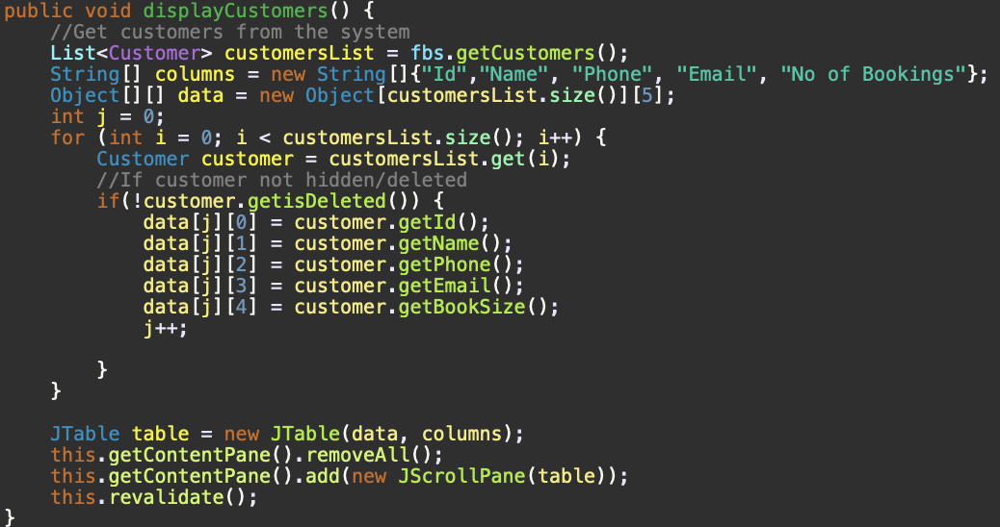 public void displayCustomers() {
    //Get customers from the system
    List<Customer> customersList = fbs.getCustomers();
    String[] columns = new String[]{"Id","Name", "Phone", "Email", "No of Bookings"};
    Object[][] data = new Object[customersList.size()][5];
    int j = 0;
    for (int i = 0; i < customersList.size(); i++) {
        Customer customer = customersList.get(i);
        //If customer not hidden/deleted
        if(!customer.getisDeleted()) {
            data[j][0] = customer.getId();
            data[j][1] = customer.getName();
            data[j][2] = customer.getPhone();
            data[j][3] = customer.getEmail();
            data[j][4] = customer.getBookSize();
            j++;

        }
    }

    JTable table = new JTable(data, columns);
    this.getContentPane().removeAll();
    this.getContentPane().add(new JScrollPane(table));
    this.revalidate();
}